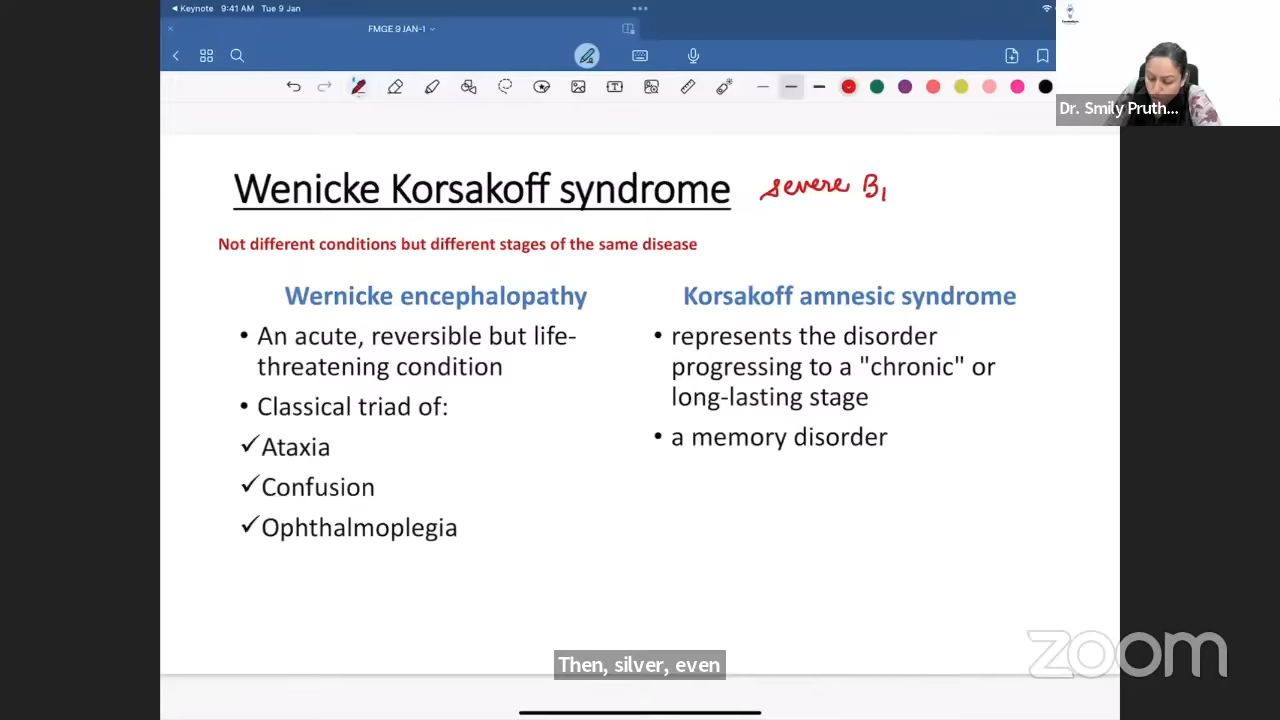 Keynote 9:41 AM Tue 9 Jan
FMGE 9 JAN-1
Dr. Smily Pruth...
Wenicke Korsakoff syndrome severe B1
Not different conditions but different stages of the same disease
Wernicke encephalopathy
• An acute, reversible but life-
threatening condition
• Classical triad of:
✓Ataxia
✓Confusion
✓Ophthalmoplegia
Korsakoff amnesic syndrome
• represents the disorder
progressing to a "chronic" or
long-lasting stage
• a memory disorder
Then, silver, even
zoom